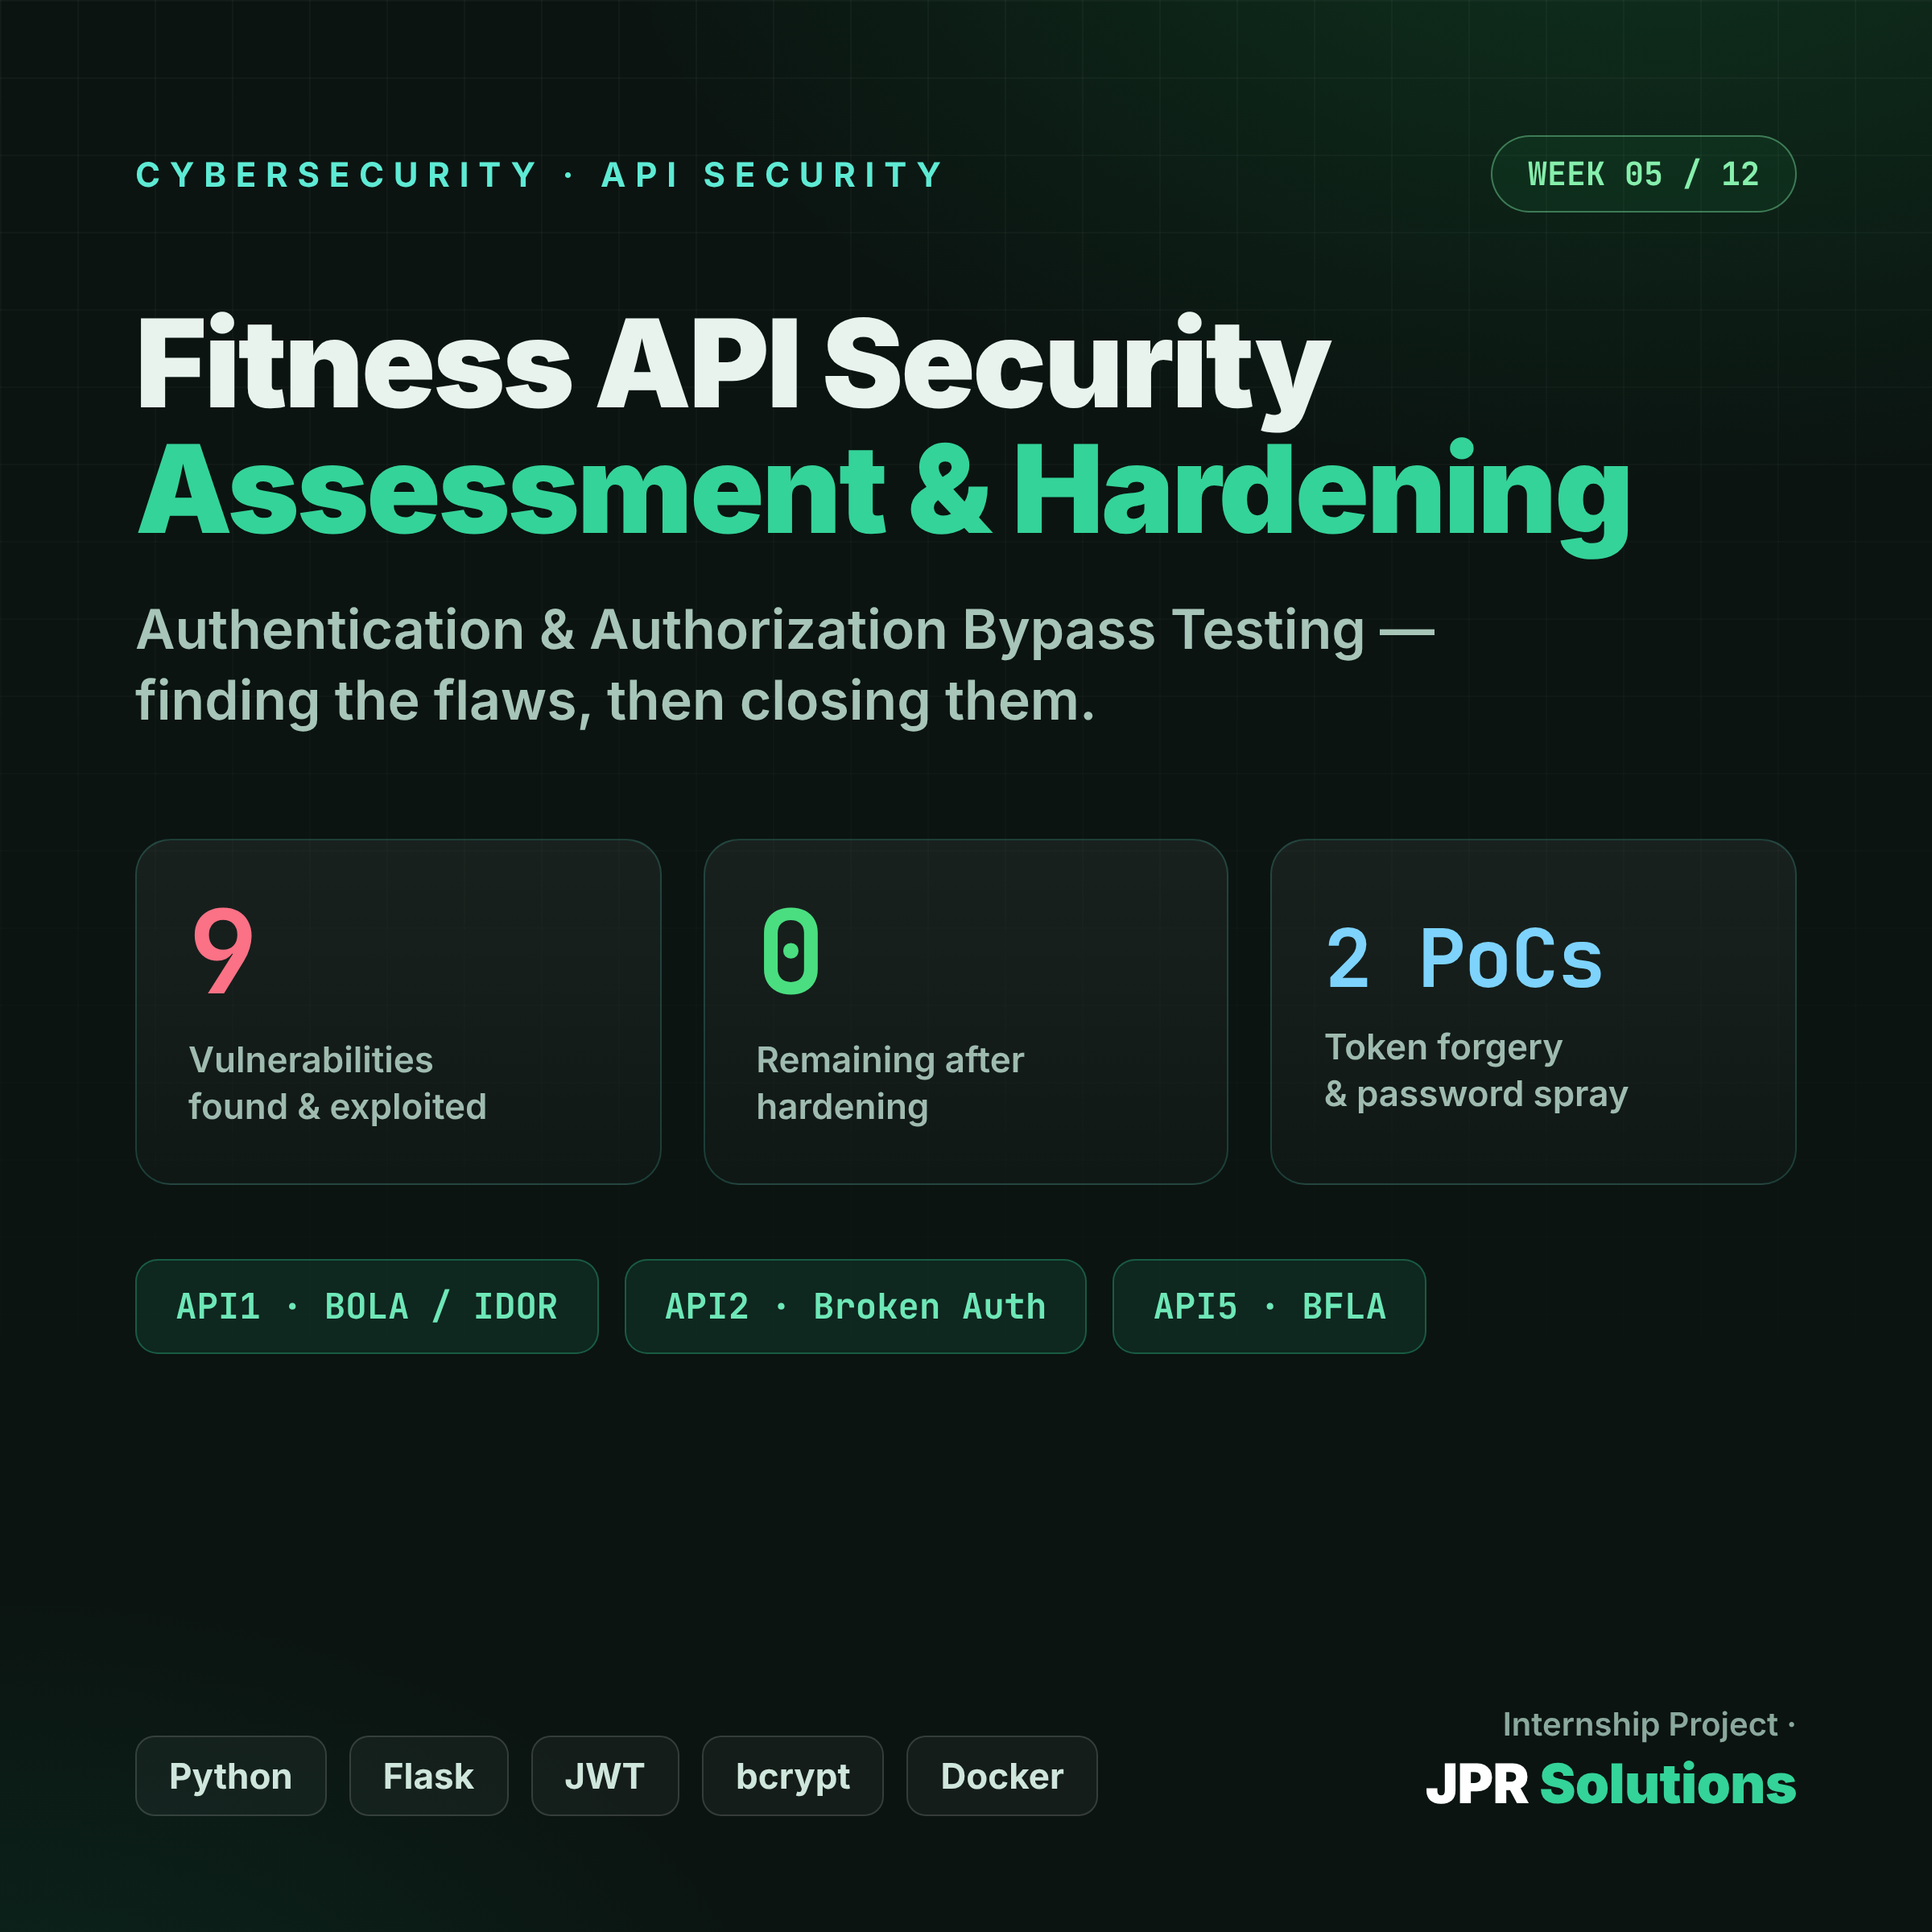 CYBERSECURITY · API SECURITY
WEEK 05 / 12
Fitness API Security
Assessment & Hardening
Authentication & Authorization Bypass Testing —
finding the flaws, then closing them.
9
Vulnerabilities
found & exploited
0
Remaining after
hardening
2 PoCs
Token forgery
& password spray
API1 · BOLA / IDOR
API2 · Broken Auth
API5 · BFLA
Python
Flask
JWT
bcrypt
Docker
Internship Project ·
JPR Solutions